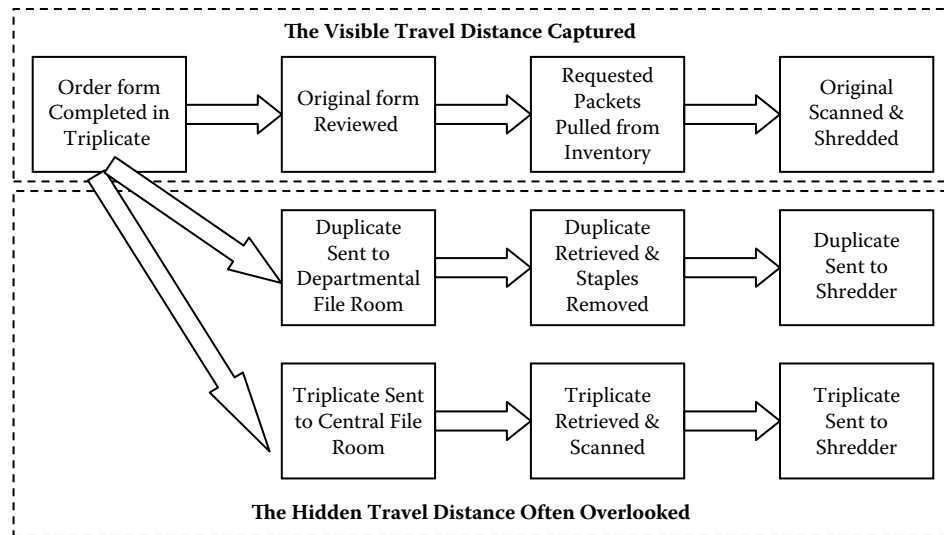 The Visible Travel Distance Captured
Order form
Completed in
Triplicate
Original form
Reviewed
Requested
Packets
Pulled from
Inventory
Original
Scanned &
Shredded
Duplicate
Sent to
Departmental
File Room
Duplicate
Retrieved &
Staples
Removed
Duplicate
Sent to
Shredder
Triplicate Sent
to Central File
Room
Triplicate
Retrieved &
Scanned
Triplicate
Sent to
Shredder
The Hidden Travel Distance Often Overlooked